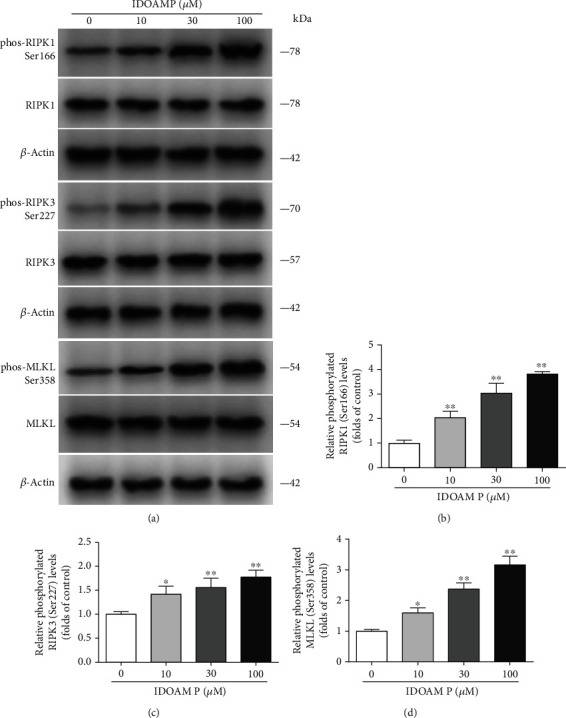 IDOAMP (μM)
0 10 30 100 kDa
phos-RIPK1
Ser166
—78
RIPK1
—78
β-Actin
—42
phos-RIPK3
Ser227
—70
RIPK3
—57
β-Actin
—42
phos-MLKL
Ser358
—54
MLKL
—54
β-Actin
—42
(a)
Relative phosphorylated
RIPK1 (Ser166) levels
(folds of control)
5
4
3
2
1
0
**
**
**
0 10 30 100
IDOAM P (μM)
(b)
Relative phosphorylated
RIPK3 (Ser227) levels
(folds of control)
2.5
2.0
1.5
1.0
0.5
0.0
*
**
**
0 10 30 100
IDOAM P (μM)
(c)
Relative phosphorylated
MLKL (Ser358) levels
(folds of control)
4
3
2
1
0
*
**
**
0 10 30 100
IDOAM P (μM)
(d)